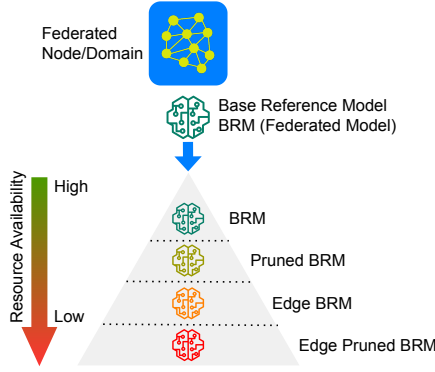 Federated
Node/Domain
Base Reference Model
BRM (Federated Model)
Resource Availability
High
Low
BRM
Pruned BRM
Edge BRM
Edge Pruned BRM